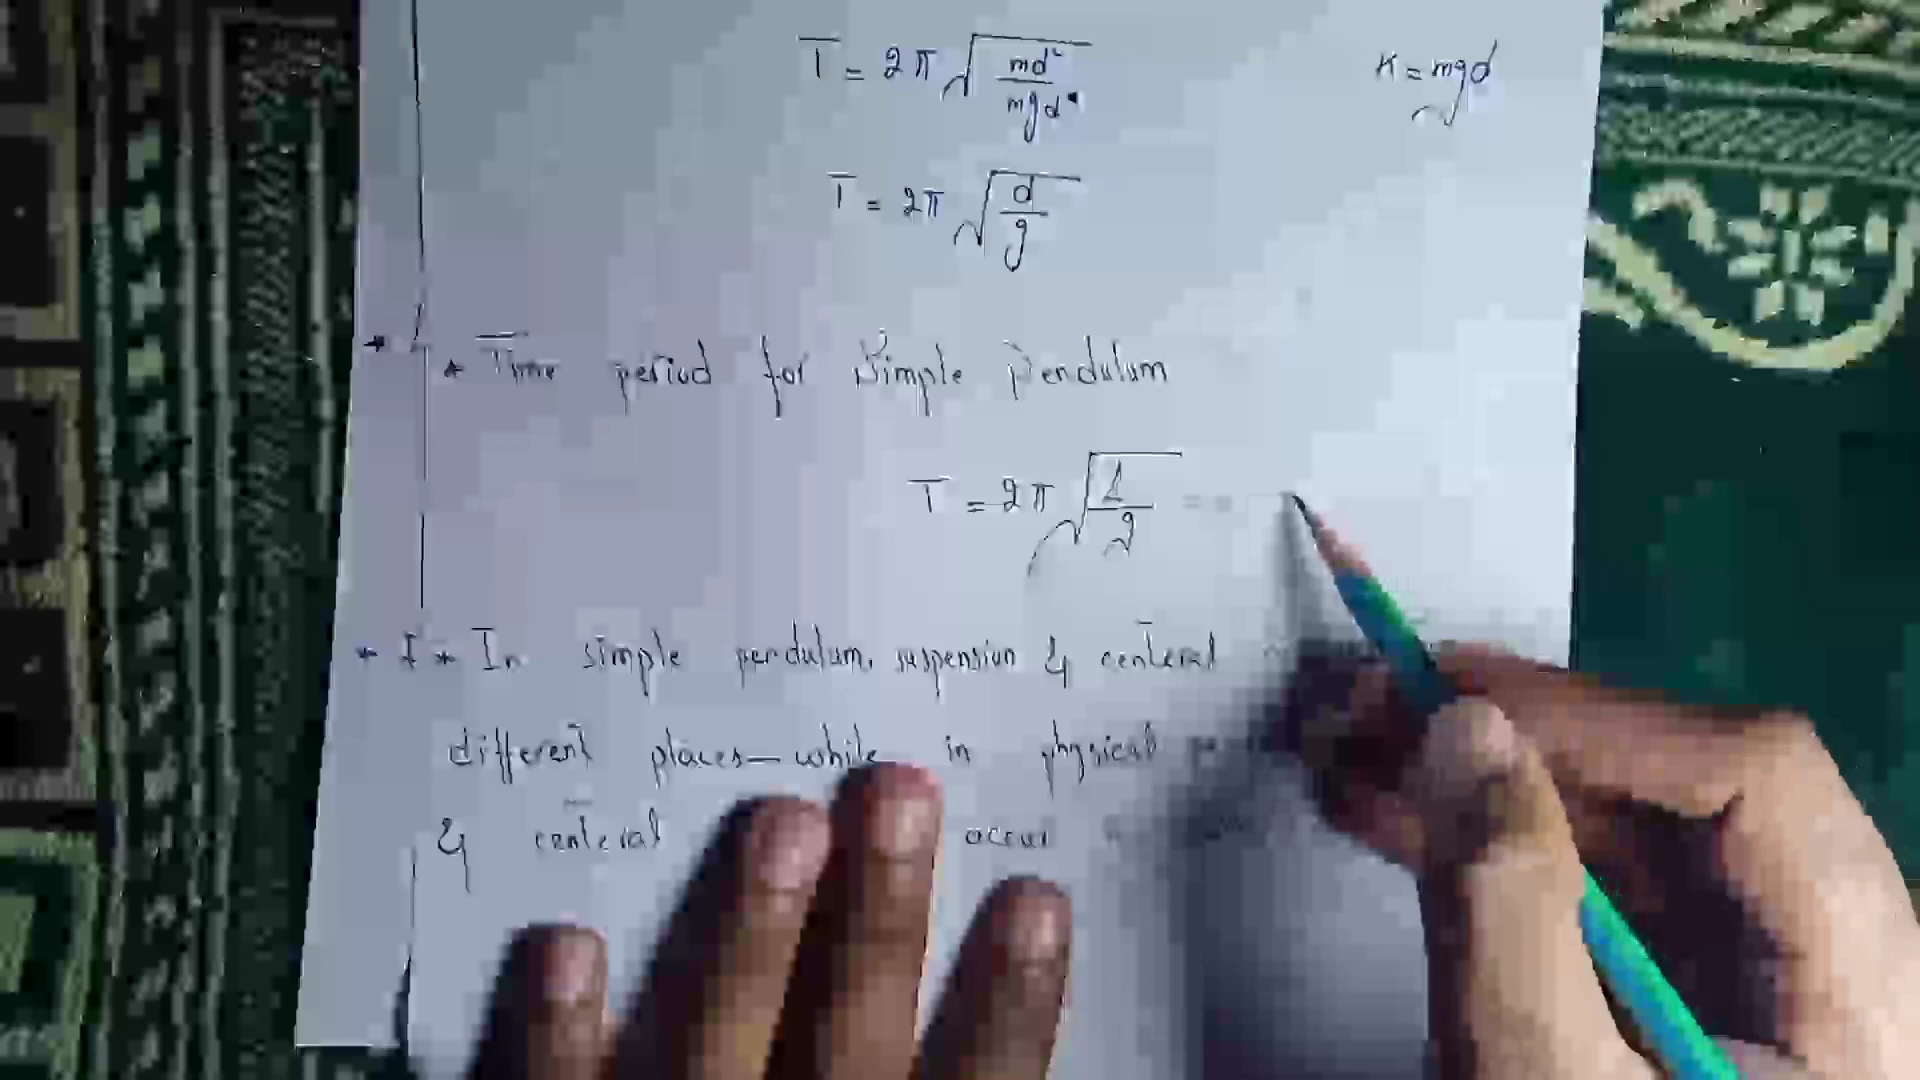 T = 2π √(md²/mgd) K = mgd
T = 2π √(d/g)
* Time period for Simple Pendulum
T = 2π √(L/g)
* In simple pendulum, suspension & centeral
different places — while in physical
& centeral occur